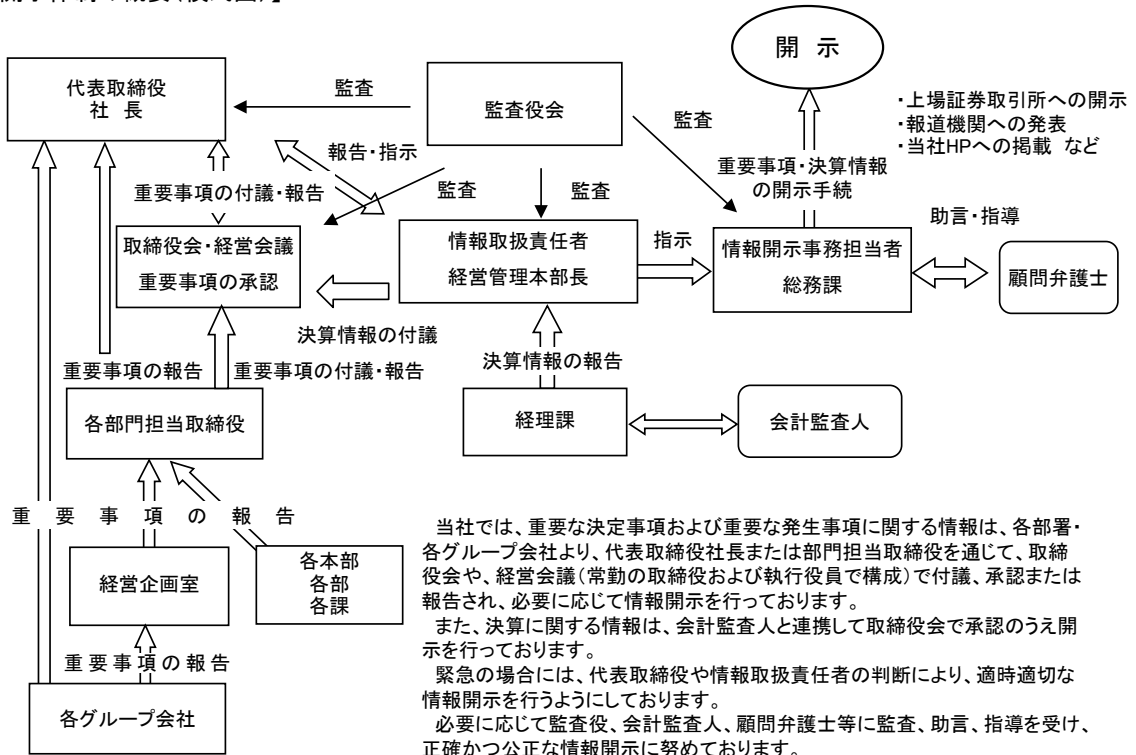 開 示
代表取締役
社 長
監査
監査役会
監査
・上場証券取引所への開示
・報道機関への発表
・当社HPへの掲載 など
報告・指示
重要事項・決算情報
の開示手続
重要事項の付議・報告
監査
監査
助言・指導
取締役会・経営会議
重要事項の承認
情報取扱責任者
経営管理本部長
指示
情報開示事務担当者
総務課
顧問弁護士
決算情報の付議
重要事項の報告
重要事項の付議・報告
決算情報の報告
各部門担当取締役
経理課
会計監査人
重 要 事 項 の 報 告
経営企画室
各本部
各部
各課
重要事項の報告
各グループ会社
当社では、重要な決定事項および重要な発生事項に関する情報は、各部署・
各グループ会社より、代表取締役社長または部門担当取締役を通じて、取締
役会や、経営会議（常勤の取締役および執行役員で構成）で付議、承認または
報告され、必要に応じて情報開示を行っております。
また、決算に関する情報は、会計監査人と連携して取締役会で承認のうえ開
示を行っております。
緊急の場合には、代表取締役や情報取扱責任者の判断により、適時適切な
情報開示を行うようにしております。
必要に応じて監査役、会計監査人、顧問弁護士等に監査、助言、指導を受け、
正確かつ公正な情報開示に努めております。